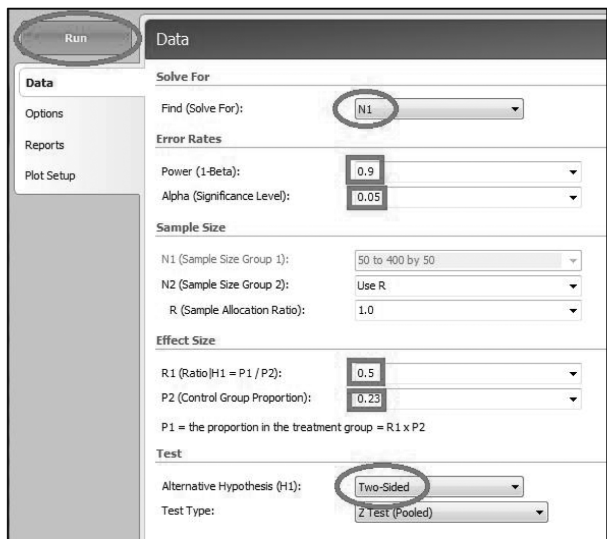 Run
Data
Options
Reports
Plot Setup
Data
Solve For
Find (Solve For): N1
Error Rates
Power (1-Beta): 0.9
Alpha (Significance Level): 0.05
Sample Size
N1 (Sample Size Group 1): 50 to 400 by 50
N2 (Sample Size Group 2): Use R
R (Sample Allocation Ratio): 1.0
Effect Size
R1 (Ratio|H1 = P1 / P2): 0.5
P2 (Control Group Proportion): 0.23
P1 = the proportion in the treatment group = R1 x P2
Test
Alternative Hypothesis (H1): Two-Sided
Test Type: Z Test (Pooled)